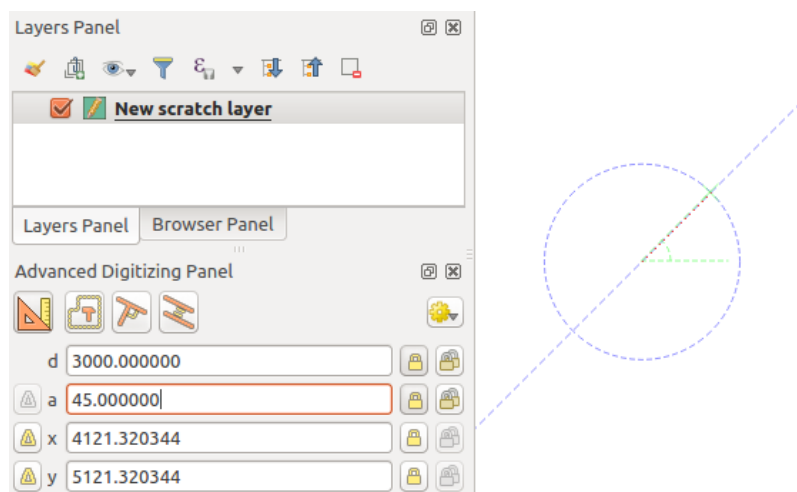 Layers Panel
New scratch layer
Layers Panel
Browser Panel
Advanced Digitizing Panel
d 3000.000000
a 45.000000
x 4121.320344
y 5121.320344